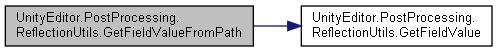 UnityEditor.PostProcessing.
ReflectionUtils.GetFieldValueFromPath
UnityEditor.PostProcessing.
ReflectionUtils.GetFieldValue